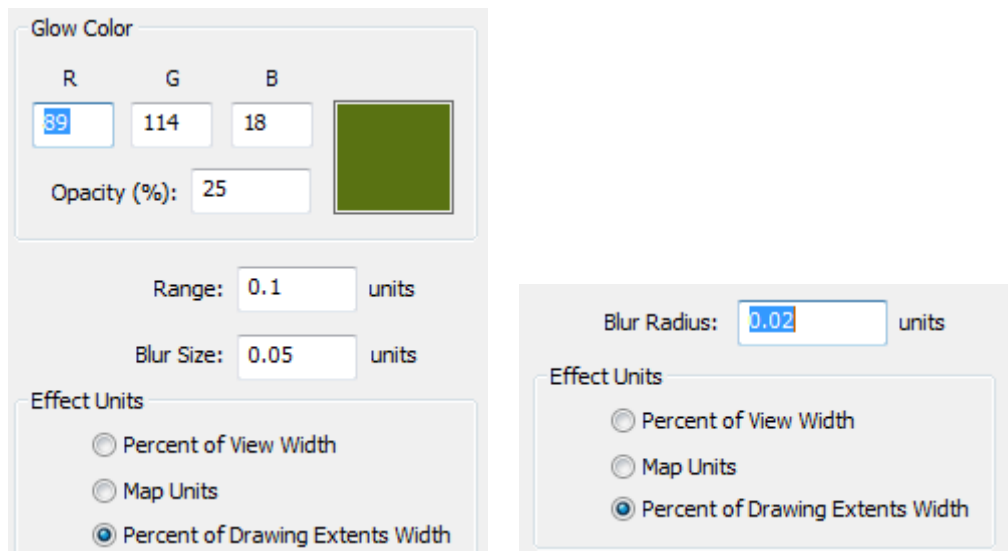 Glow Color
R G B
89 114 18
Opacity (%): 25
Range: 0.1 units
Blur Size: 0.05 units
Effect Units
Percent of View Width
Map Units
Percent of Drawing Extents Width
Blur Radius: 0.02 units
Effect Units
Percent of View Width
Map Units
Percent of Drawing Extents Width